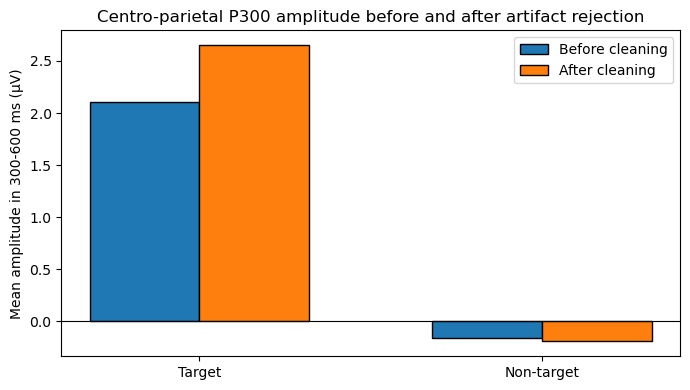 Centro-parietal P300 amplitude before and after artifact rejection
Before cleaning
After cleaning
Mean amplitude in 300-600 ms (µV)
2.5
2.0
1.5
1.0
0.5
0.0
Target
Non-target